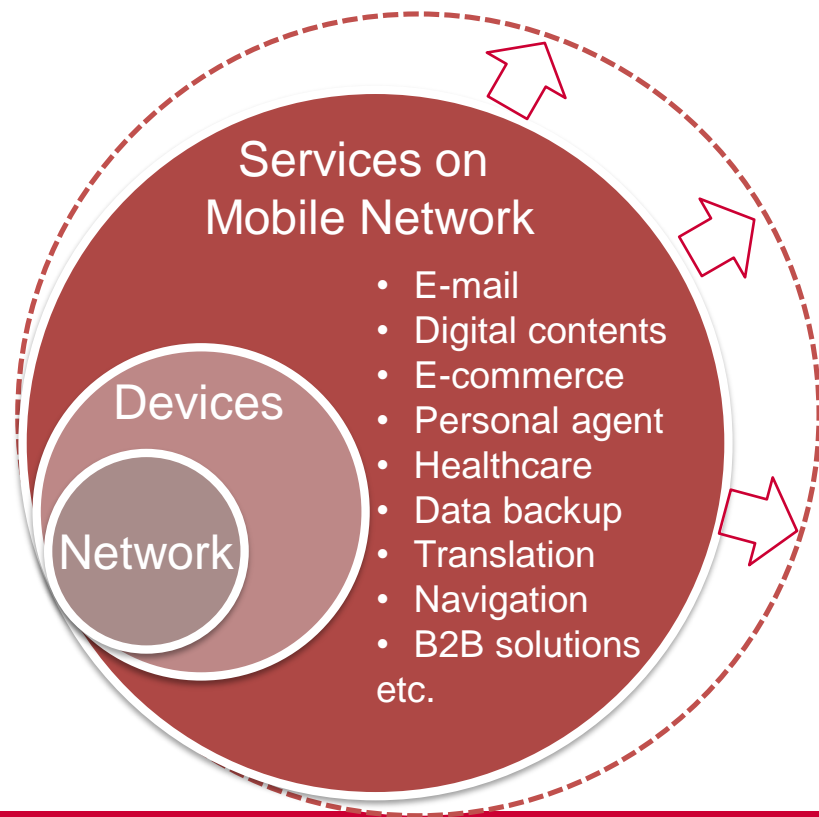 Services on
Mobile Network
• E-mail
• Digital contents
• E-commerce
• Personal agent
• Healthcare
• Data backup
• Translation
• Navigation
• B2B solutions
etc.
Devices
Network